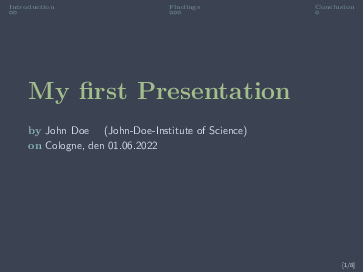 Introduction Findings Conclusion
My first Presentation
by John Doe (John-Doe-Institute of Science)
on Cologne, den 01.06.2022
[1/8]